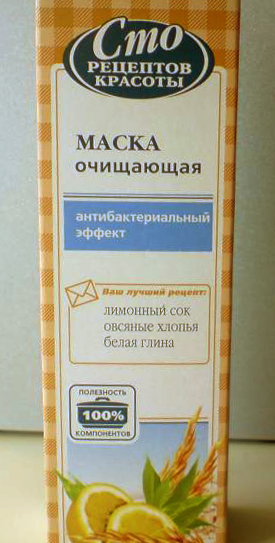 Сто
РЕЦЕПТОВ
КРАСОТЫ
МАСКА
очищающая
антибактериальный
эффект
Ваш лучший рецепт:
лимонный сок
овсяные хлопья
белая глина
ПОЛЕЗНОСТЬ
100%
КОМПОНЕНТОВ